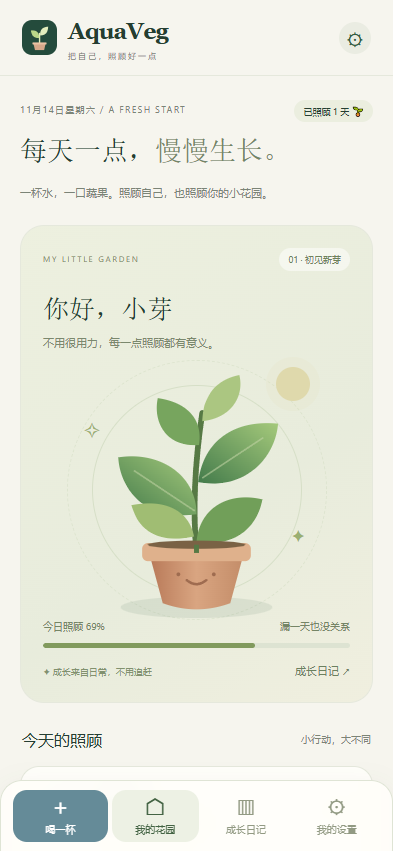 AquaVeg
把自己，照顾好一点
11月14日星期六 / A FRESH START
已照顾 1 天
每天一点，慢慢生长。
一杯水，一口蔬果。照顾自己，也照顾你的小花园。
MY LITTLE GARDEN
01 · 初见新芽
你好，小芽
不用很用力，每一点照顾都有意义。
今日照顾 69%
漏一天也没关系
成长来自日常，不用追赶
成长日记 ↗
今天的照顾
小行动，大不同
喝一杯
我的花园
成长日记
我的设置